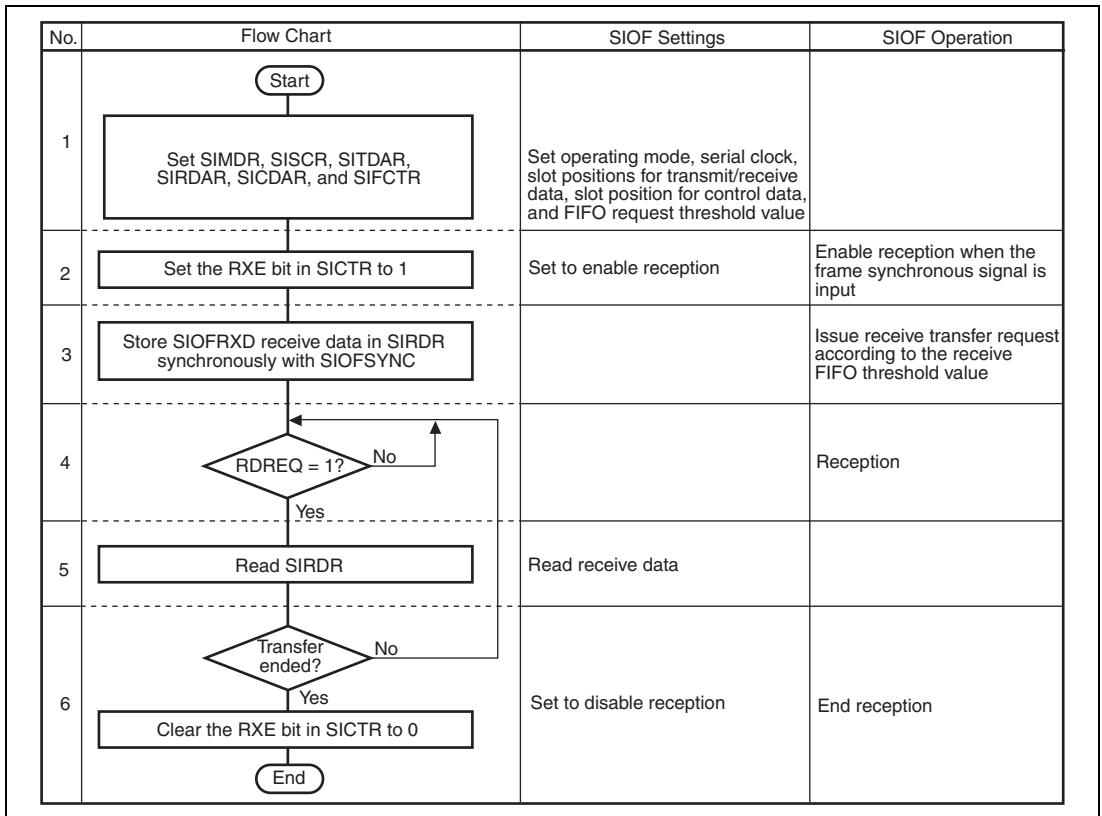 No.
Flow Chart
SIOF Settings
SIOF Operation
Start
1
Set SIMDR, SISCR, SITDAR,
SIRDAR, SICDAR, and SIFCTR
Set operating mode, serial clock,
slot positions for transmit/receive
data, slot position for control data,
and FIFO request threshold value
2
Set the RXE bit in SICTR to 1
Set to enable reception
Enable reception when the
frame synchronous signal is
input
3
Store SIOFRXD receive data in SIRDR
synchronously with SIOFSYNC
Issue receive transfer request
according to the receive
FIFO threshold value
4
RDREQ = 1?
No
Yes
Reception
5
Read SIRDR
Read receive data
6
Transfer
ended?
No
Yes
Clear the RXE bit in SICTR to 0
End
Set to disable reception
End reception